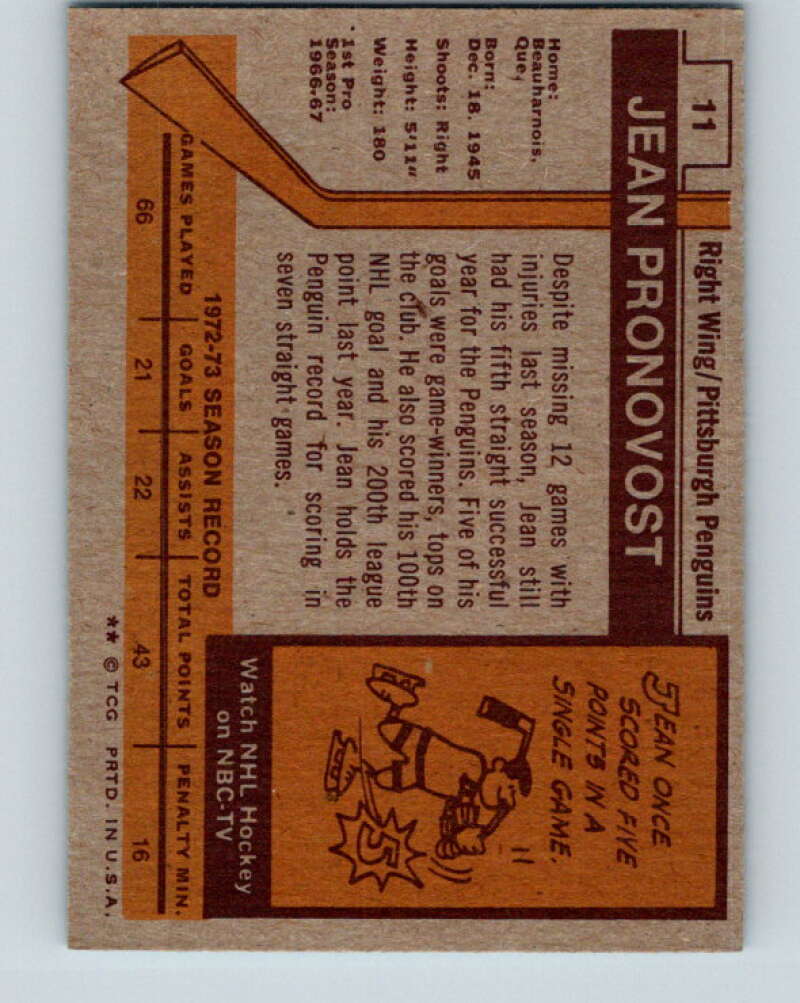 11
Right Wing/Pittsburgh Penguins
JEAN PRONOVOST
Home:
Beauharnois,
Que,
Born:
Dec. 18, 1945
Shoots: Right
Height: 5'11"
Weight: 180
1st Pro
Season:
1966-67
Despite missing 12 games with
injuries last season, Jean still
had his fifth straight successful
year for the Penguins. Five of his
goals were game-winners, tops on
the club. He also scored his 100th
NHL goal and his 200th league
point last year. Jean holds the
Penguin record for scoring in
seven straight games.
JEAN ONCE
SCORED FIVE
POINTS IN A
SINGLE GAME.
5
Watch NHL Hockey
on NBC-TV
1972-73 SEASON RECORD
GAMES PLAYED GOALS ASSISTS TOTAL POINTS PENALTY MIN.
66 21 22 43 16
** © TCG PRTD. IN U.S.A.